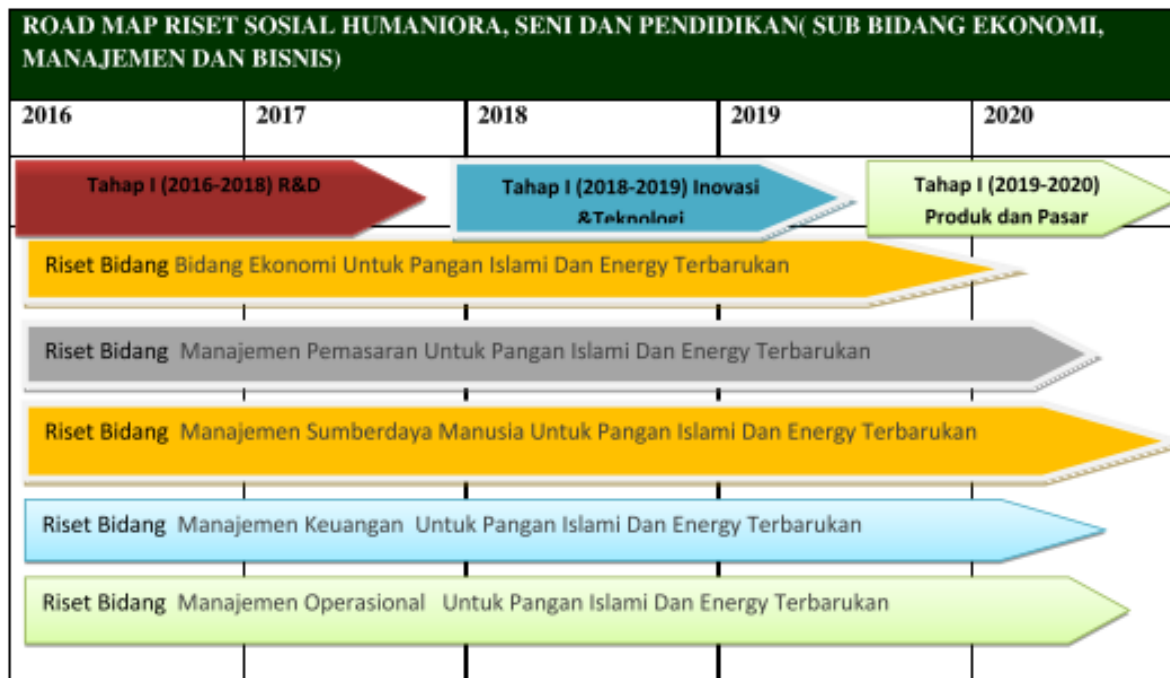 ROAD MAP RISET SOSIAL HUMANIORA, SENI DAN PENDIDIKAN( SUB BIDANG EKONOMI,
MANAJEMEN DAN BISNIS)
2016 2017 2018 2019 2020
Tahap I (2016-2018) R&D
Tahap I (2018-2019) Inovasi
&Teknologi
Tahap I (2019-2020)
Produk dan Pasar
Riset Bidang Bidang Ekonomi Untuk Pangan Islami Dan Energy Terbarukan
Riset Bidang Manajemen Pemasaran Untuk Pangan Islami Dan Energy Terbarukan
Riset Bidang Manajemen Sumberdaya Manusia Untuk Pangan Islami Dan Energy Terbarukan
Riset Bidang Manajemen Keuangan Untuk Pangan Islami Dan Energy Terbarukan
Riset Bidang Manajemen Operasional Untuk Pangan Islami Dan Energy Terbarukan